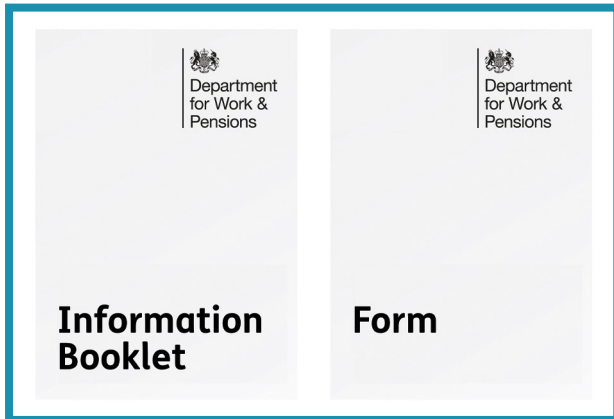 Department
for Work &
Pensions
Information
Booklet
Department
for Work &
Pensions
Form